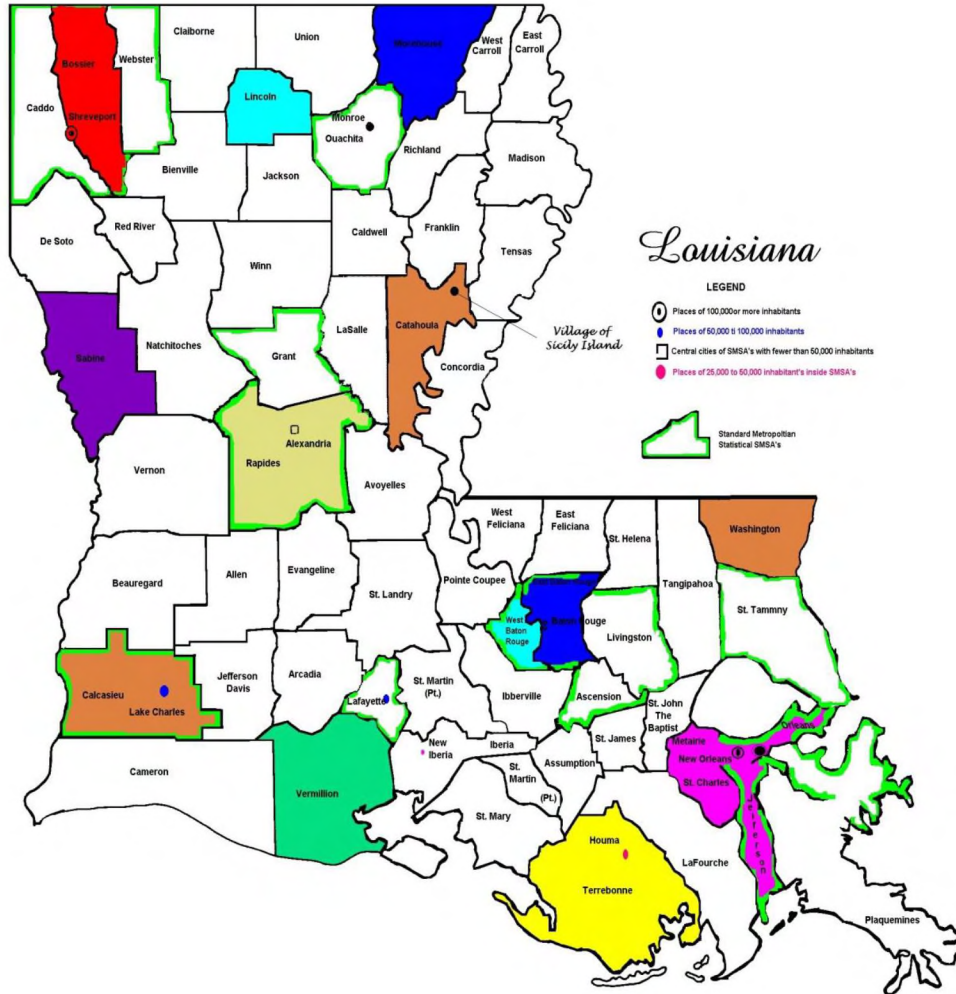 Claiborne
Union
Morehouse
West
Carroll
East
Carroll
Bossier
Webster
Caddo
Shreveport
Lincoln
Monroe
Ouachita
Richland
Madison
Bienville
Jackson
De Soto
Red River
Caldwell
Franklin
Tensas
Winn
Natchitoches
Sabine
LaSalle
Catahoula
Grant
Village of
Sicily Island
Concordia
Louisiana
LEGEND
Places of 100,000or more inhabitants
Places of 50,000 ti 100,000 inhabitants
Central cities of SMSA's with fewer than 50,000 inhabitants
Places of 25,000 to 50,000 inhabitant's inside SMSA's
Standard Metropoltian
Statistical SMSA's
Alexandria
Rapides
Vernon
Avoyelles
West
Feliciana
East
Feliciana
St. Helena
Washington
Beauregard
Allen
Evangeline
St. Landry
Pointe Coupee
Tangipahoa
St. Tammny
West
Baton
Rouge
Baton Rouge
Livingston
Calcasieu
Lake Charles
Jefferson
Davis
Arcadia
Lafayette
St. Martin
(Pt.)
Ibberville
Ascension
St. John
The
Baptist
St. James
Orleans
Metairie
New Orleans
St. Charles
Jefferson
Cameron
Vermillion
New
Iberia
Iberia
St.
Martin
(Pt.)
Assumption
St. Mary
Houma
Terrebonne
LaFourche
Plaquemines